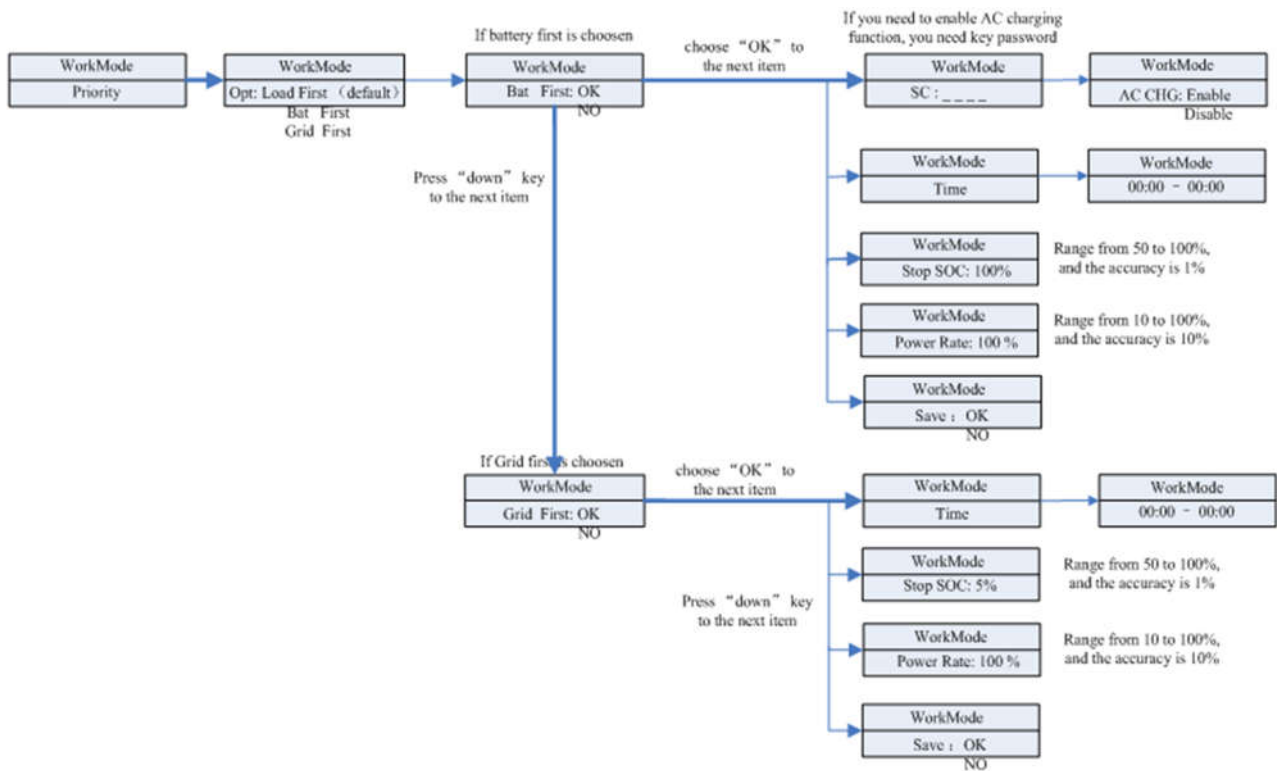 If you need to enable AC charging
function, you need key password
If battery first is choosen
choose “OK” to
the next item
WorkMode
Priority
WorkMode
Opt: Load First （default）
Bat First
Grid First
WorkMode
Bat First: OK
NO
WorkMode
SC : _ _ _ _
WorkMode
AC CHG: Enable
Disable
Press “down” key
to the next item
WorkMode
Time
WorkMode
00:00 - 00:00
WorkMode
Stop SOC: 100%
Range from 50 to 100%,
and the accuracy is 1%
WorkMode
Power Rate: 100 %
Range from 10 to 100%,
and the accuracy is 10%
WorkMode
Save： OK
NO
If Grid first is choosen
choose “OK” to
the next item
WorkMode
Grid First: OK
NO
WorkMode
Time
WorkMode
00:00 - 00:00
WorkMode
Stop SOC: 5%
Range from 50 to 100%,
and the accuracy is 1%
Press “down” key
to the next item
WorkMode
Power Rate: 100 %
Range from 10 to 100%,
and the accuracy is 10%
WorkMode
Save： OK
NO